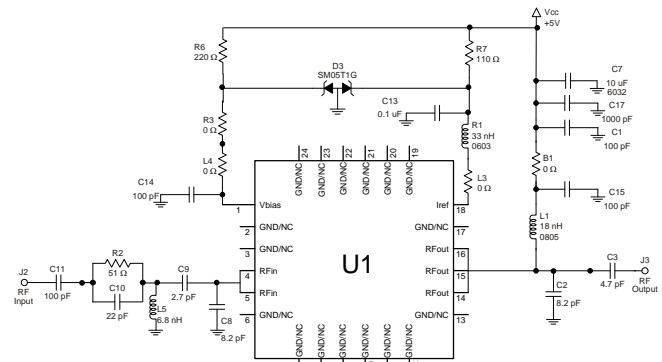 Vcc
+5V
R6
220 Ω
R7
110 Ω
D3
SM05T1G
C7
10 uF
6032
C13
0.1 uF
C17
1000 pF
R3
0 Ω
R1
33 nH
0603
C1
100 pF
L4
0 Ω
B1
0 Ω
24
23
22
21
20
19
GND/NC
GND/NC
GND/NC
GND/NC
GND/NC
GND/NC
C14
100 pF
L3
0 Ω
C15
100 pF
1
Vbias
Iref
18
L1
18 nH
0805
2
GND/NC
GND/NC
17
3
GND/NC
RFout
16
U1
R2
51 Ω
J2
RF
Input
C11
100 pF
C10
22 pF
C9
2.7 pF
4
RFin
RFout
15
C3
4.7 pF
J3
RF
Output
5
RFin
RFout
14
L5
6.8 nH
C8
8.2 pF
6
GND/NC
GND/NC
13
C2
8.2 pF
GND/NC
GND/NC
GND/NC
GND/NC
GND/NC
GND/NC